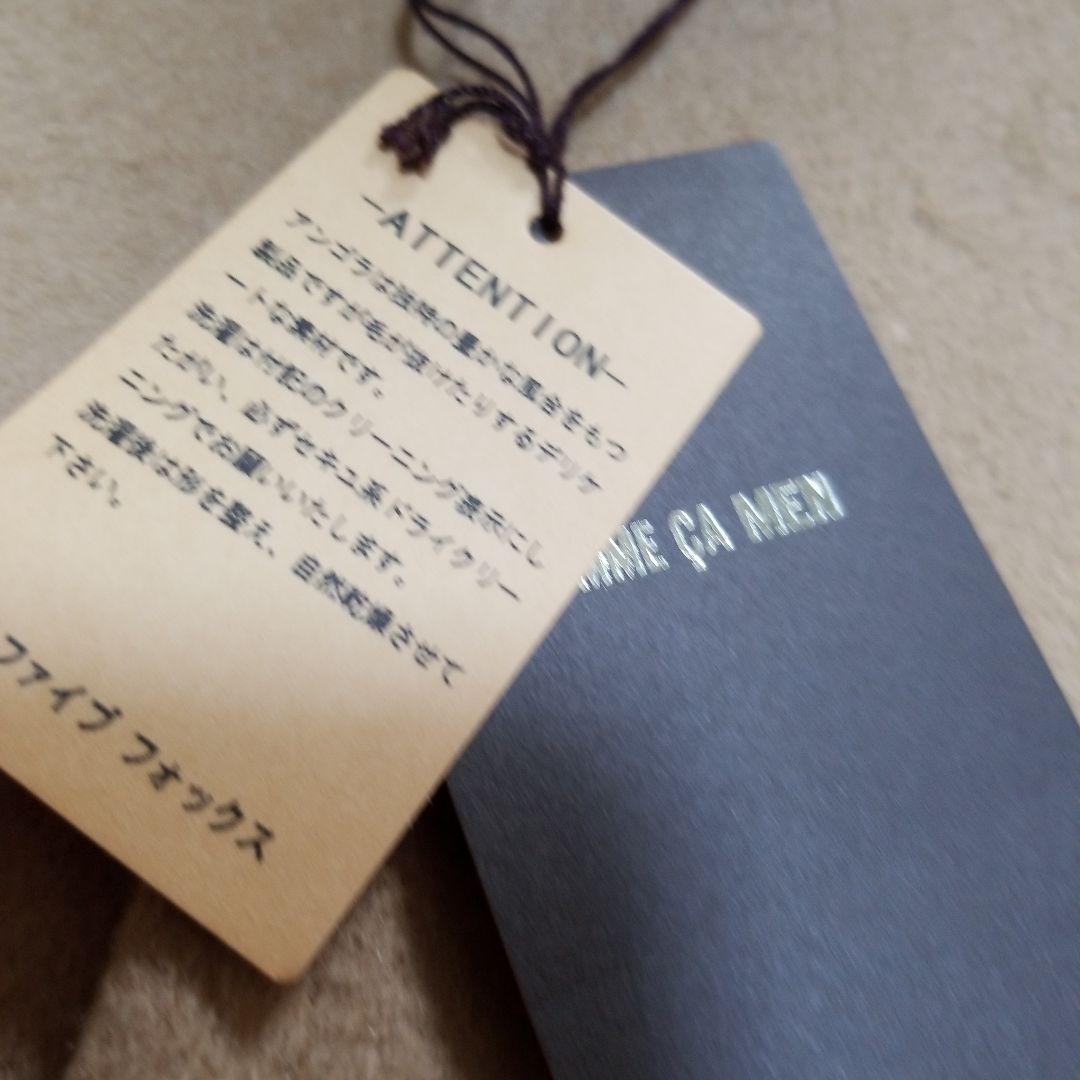 -ATTENTION-
アンゴラは独特の豊かな風合をもつ
製品ですが毛が抜けたりするデリケ
ートな素材です。
洗濯は付記のクリーニング表示にし
たがい、必ずセキユ系ドライクリー
ニングでお願いいたします。
洗濯後は形を整え、自然乾燥させて
下さい。
ファイブ フォックス
MME ÇA MEN